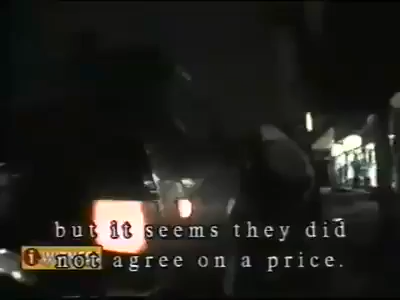 but it seems they did
not agree on a price.